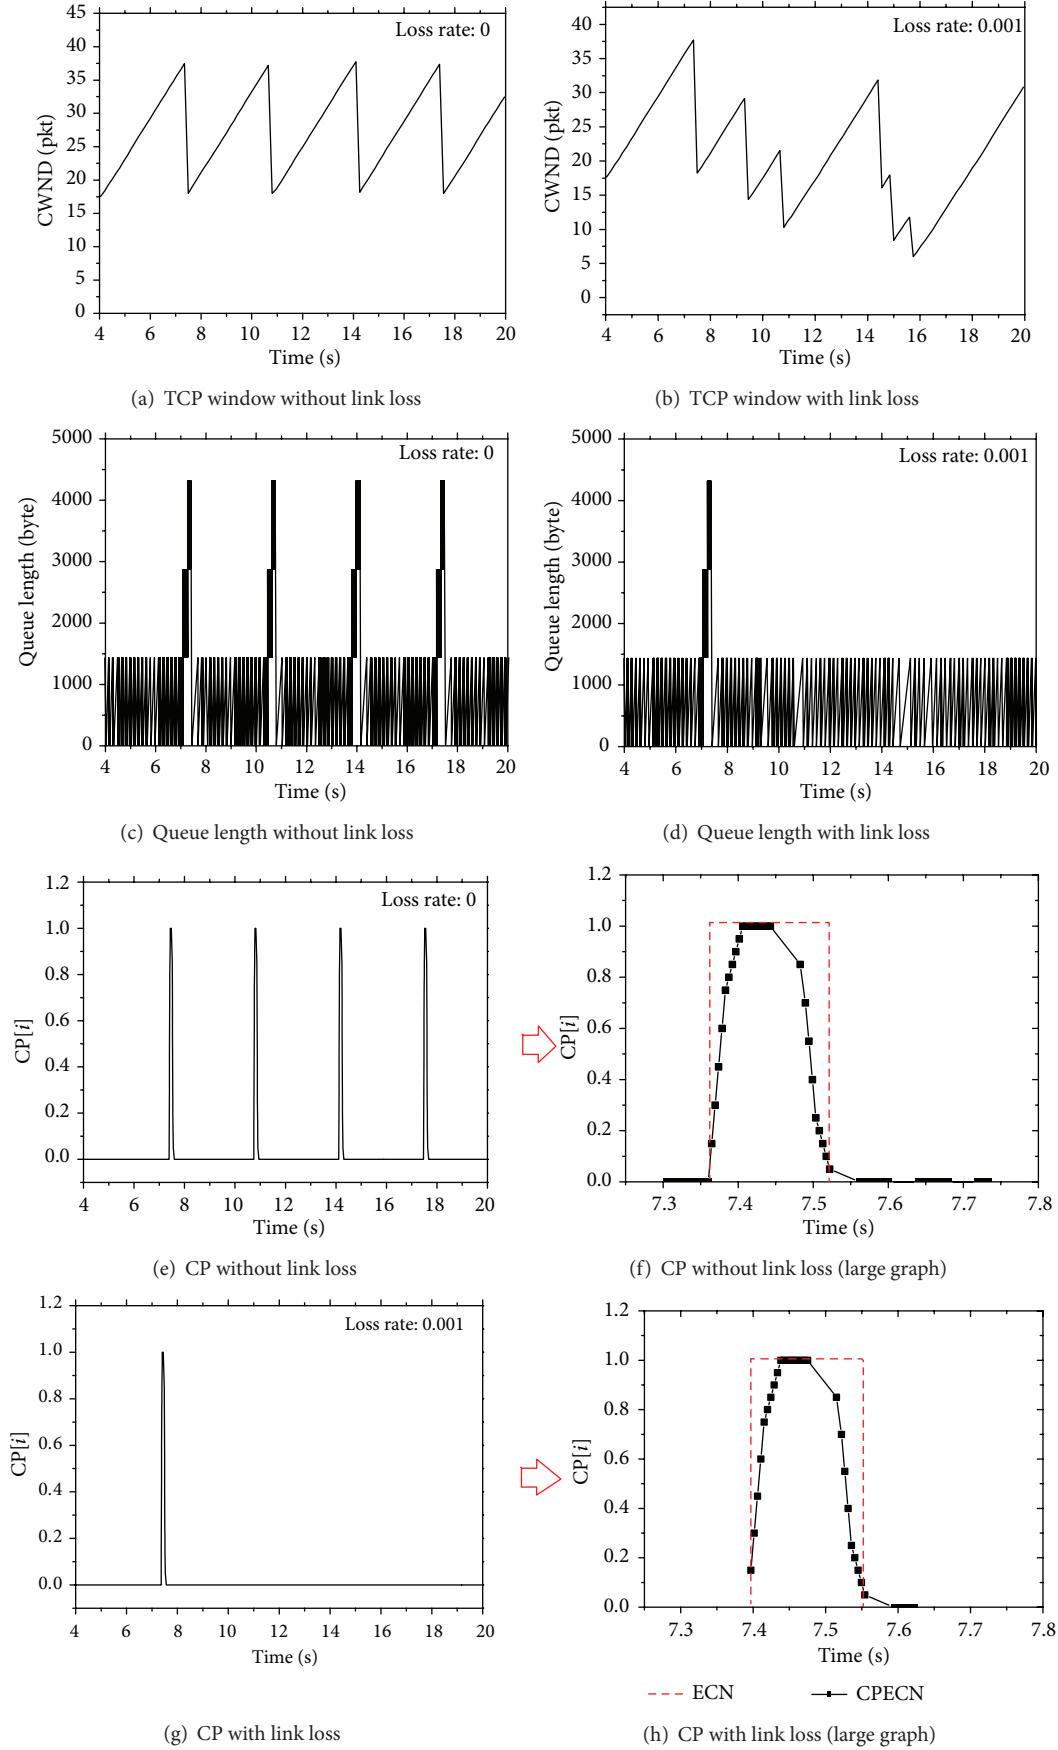 45
40
35
30
25
20
15
10
5
0
CWND (pkt)
Loss rate: 0
4 6 8 10 12 14 16 18 20
Time (s)
(a) TCP window without link loss
40
35
30
25
20
15
10
5
0
CWND (pkt)
Loss rate: 0.001
4 6 8 10 12 14 16 18 20
Time (s)
(b) TCP window with link loss
5000
4000
3000
2000
1000
0
Queue length (byte)
Loss rate: 0
4 6 8 10 12 14 16 18 20
Time (s)
(c) Queue length without link loss
5000
4000
3000
2000
1000
0
Queue length (byte)
Loss rate: 0.001
4 6 8 10 12 14 16 18 20
Time (s)
(d) Queue length with link loss
1.2
1.0
0.8
0.6
0.4
0.2
0.0
CP[i]
Loss rate: 0
4 6 8 10 12 14 16 18 20
Time (s)
(e) CP without link loss
1.2
1.0
0.8
0.6
0.4
0.2
0.0
CP[i]
7.3 7.4 7.5 7.6 7.7 7.8
Time (s)
(f) CP without link loss (large graph)
1.2
1.0
0.8
0.6
0.4
0.2
0.0
CP[i]
Loss rate: 0.001
4 6 8 10 12 14 16 18 20
Time (s)
(g) CP with link loss
1.2
1.0
0.8
0.6
0.4
0.2
0.0
CP[i]
7.3 7.4 7.5 7.6 7.7 7.8
Time (s)
ECN CPECN
(h) CP with link loss (large graph)